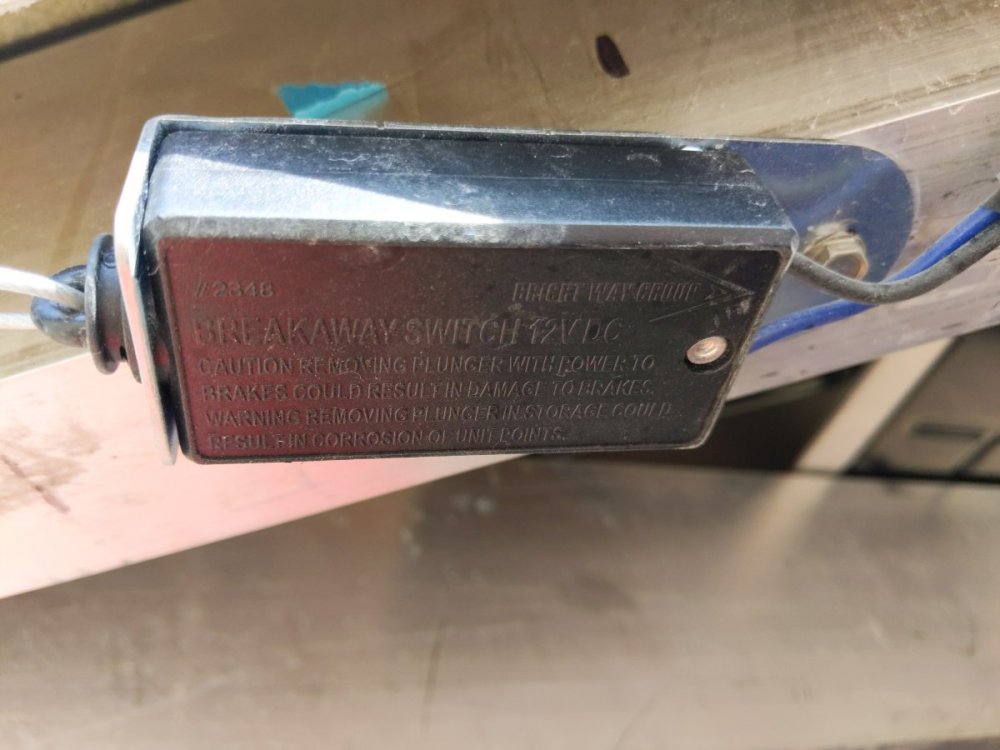 #2348
BRIGHT WAY GROUP
BREAKAWAY SWITCH 12V DC
CAUTION REMOVING PLUNGER WITH POWER TO
BRAKES COULD RESULT IN DAMAGE TO BRAKES.
WARNING REMOVING PLUNGER IN STORAGE COULD
RESULT IN CORROSION OF UNIT POINTS.